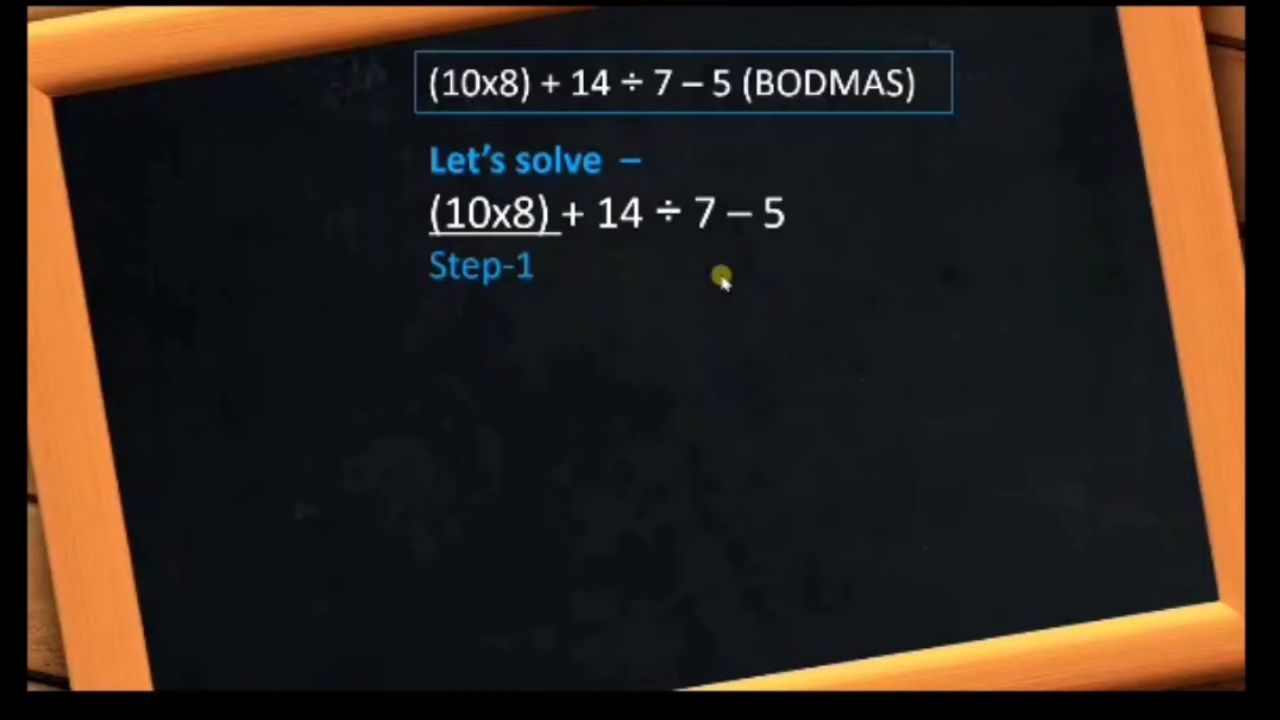 (10x8) + 14 ÷ 7 – 5 (BODMAS)
Let’s solve –
(10x8) + 14 ÷ 7 – 5
Step-1